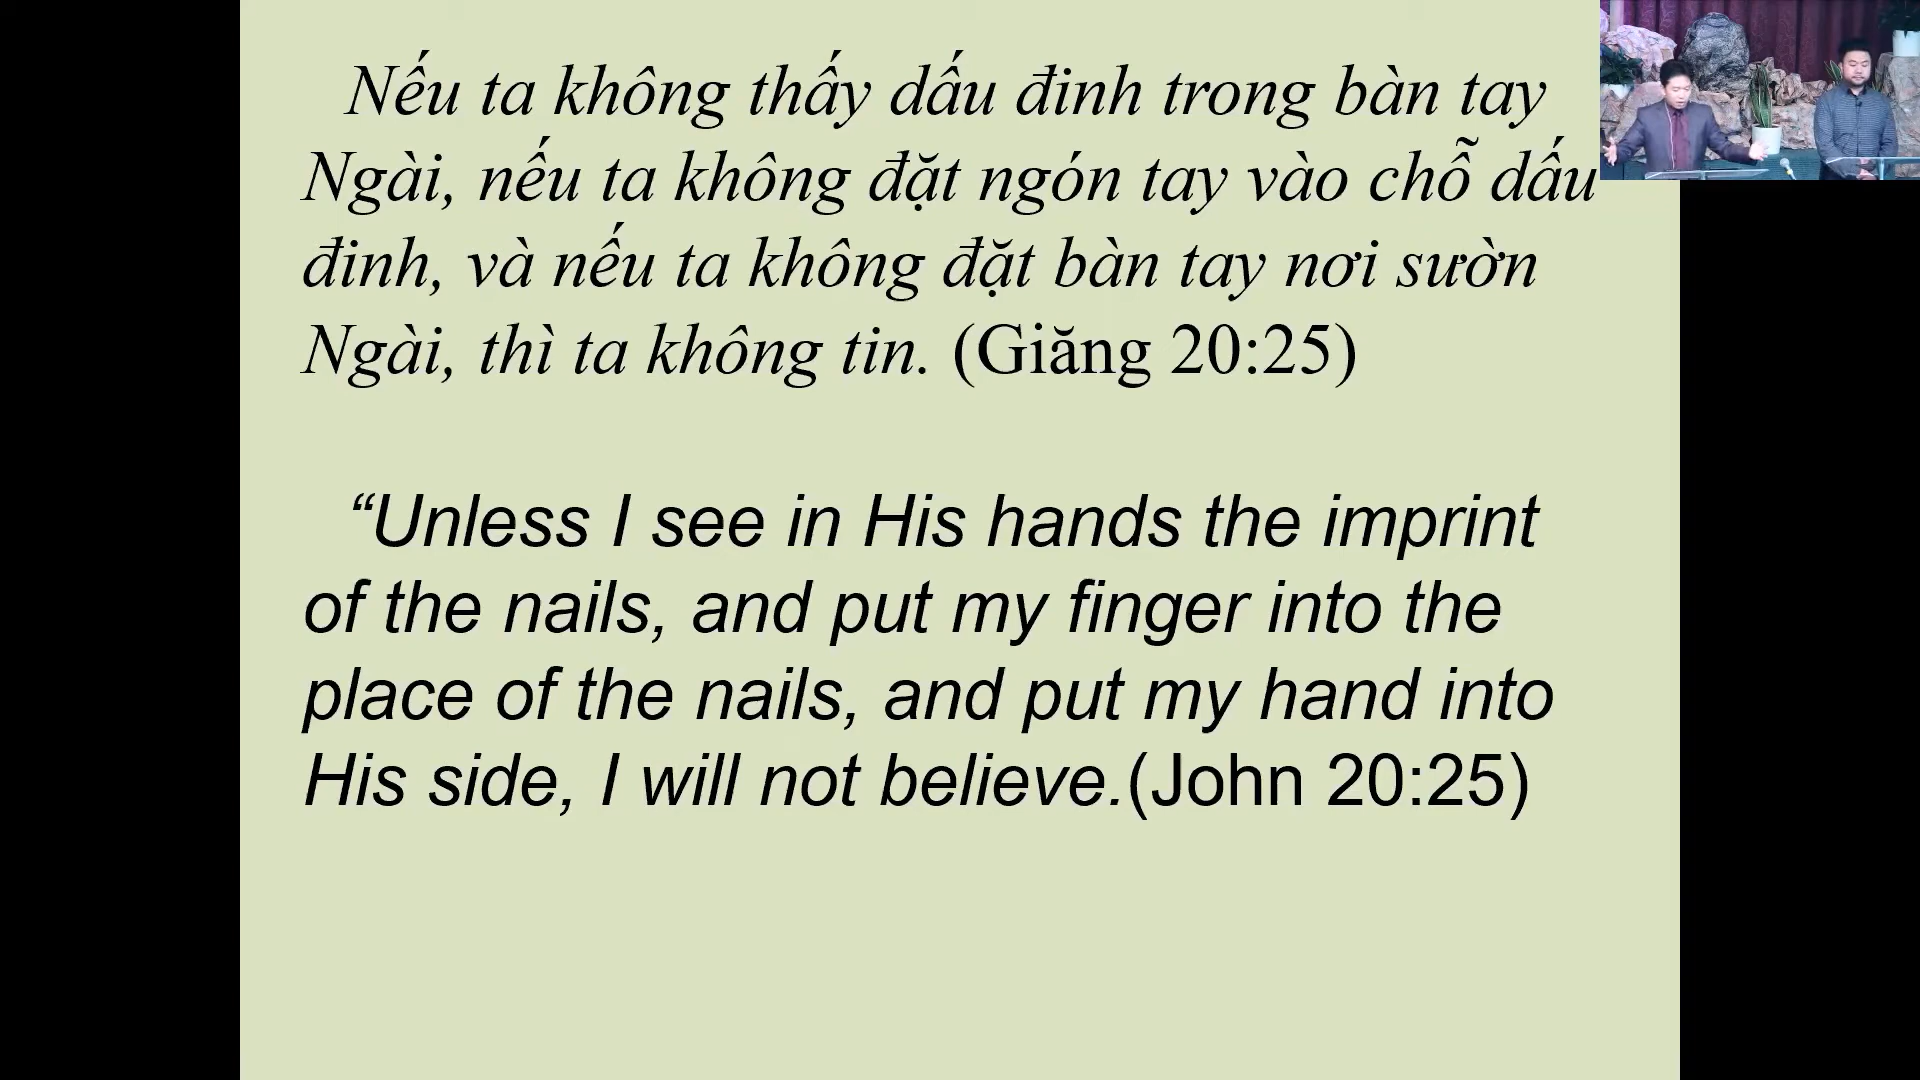 Nếu ta không thấy dấu đinh trong bàn tay
Ngài, nếu ta không đặt ngón tay vào chỗ dấu
đinh, và nếu ta không đặt bàn tay nơi sườn
Ngài, thì ta không tin. (Giăng 20:25)
“Unless I see in His hands the imprint
of the nails, and put my finger into the
place of the nails, and put my hand into
His side, I will not believe.(John 20:25)